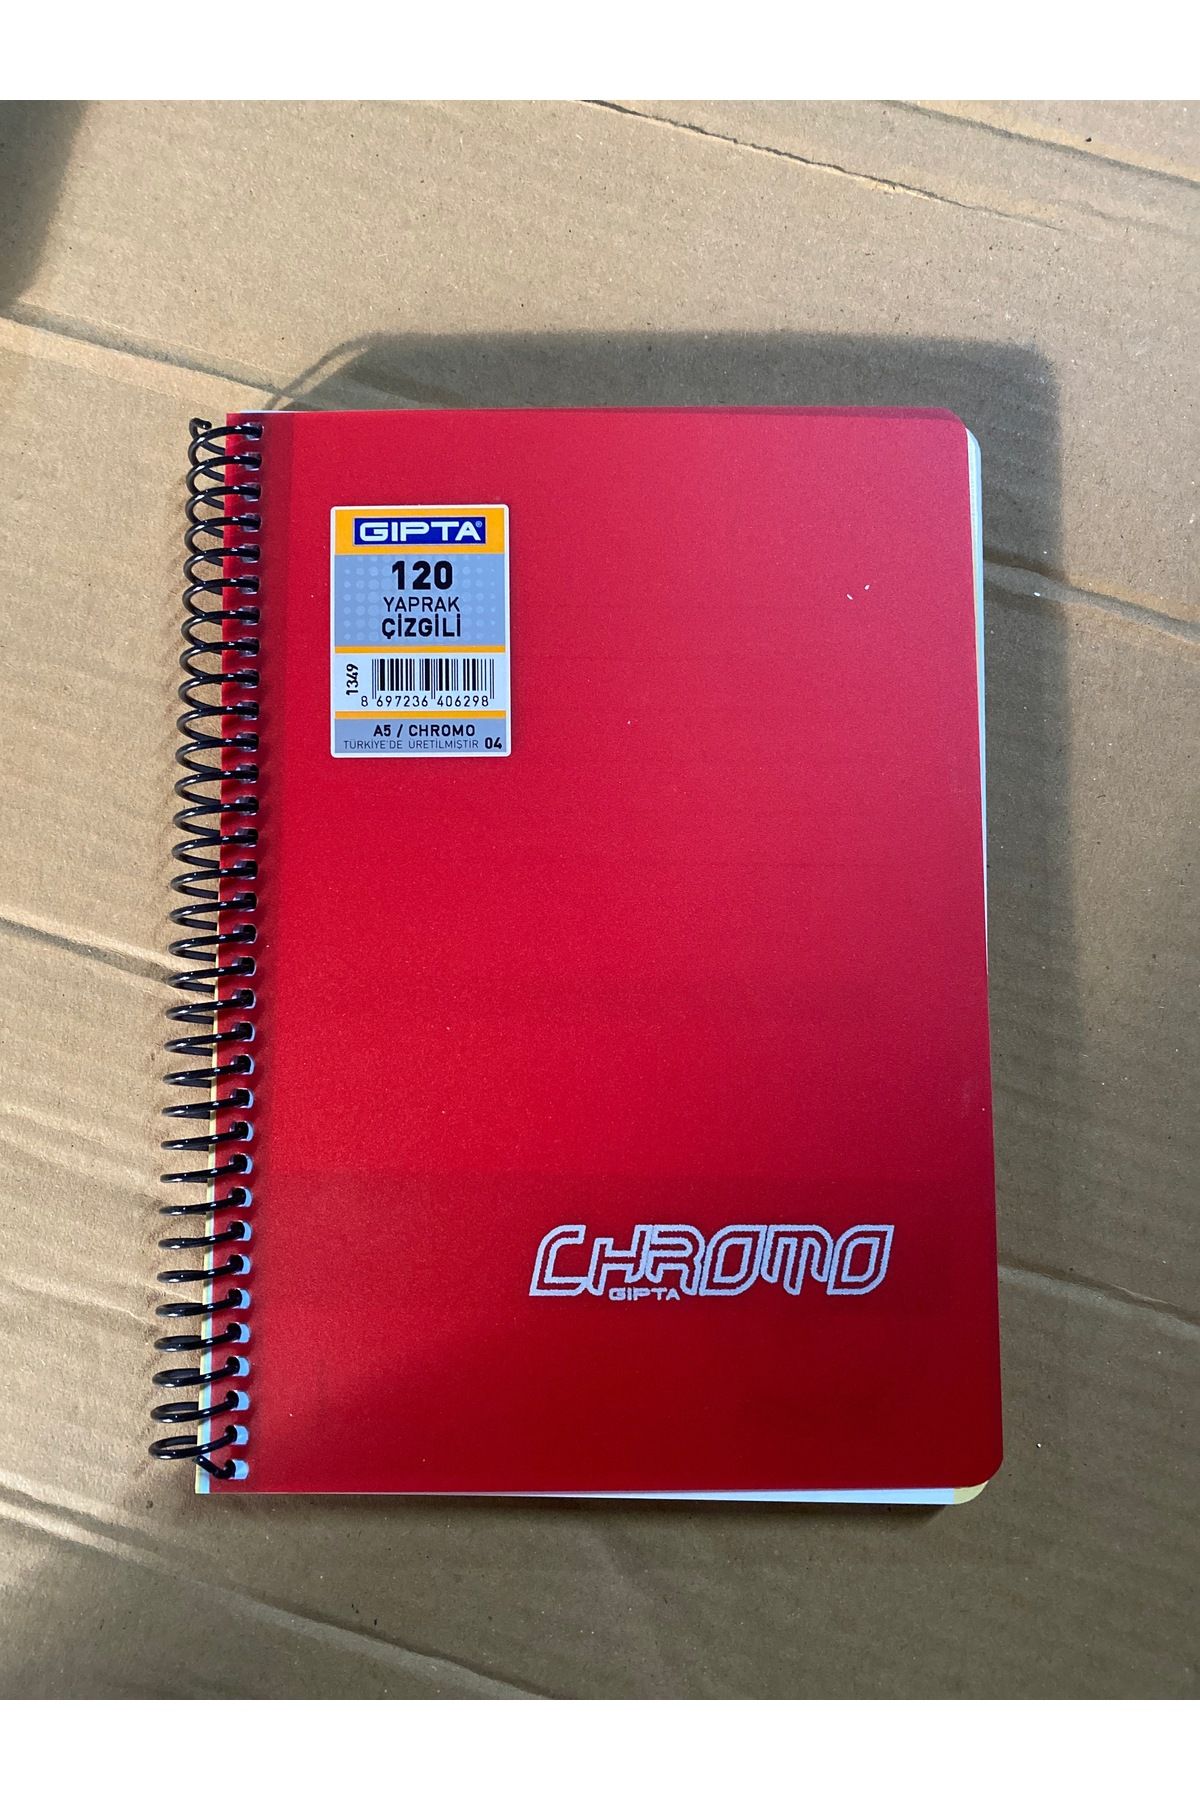 GIPTA®
120
YAPRAK
ÇİZGİLİ
1349
8 697236 406298
A5 / CHROMO
TÜRKİYE'DE ÜRETİLMİŞTİR 04
CHROMO
GIPTA